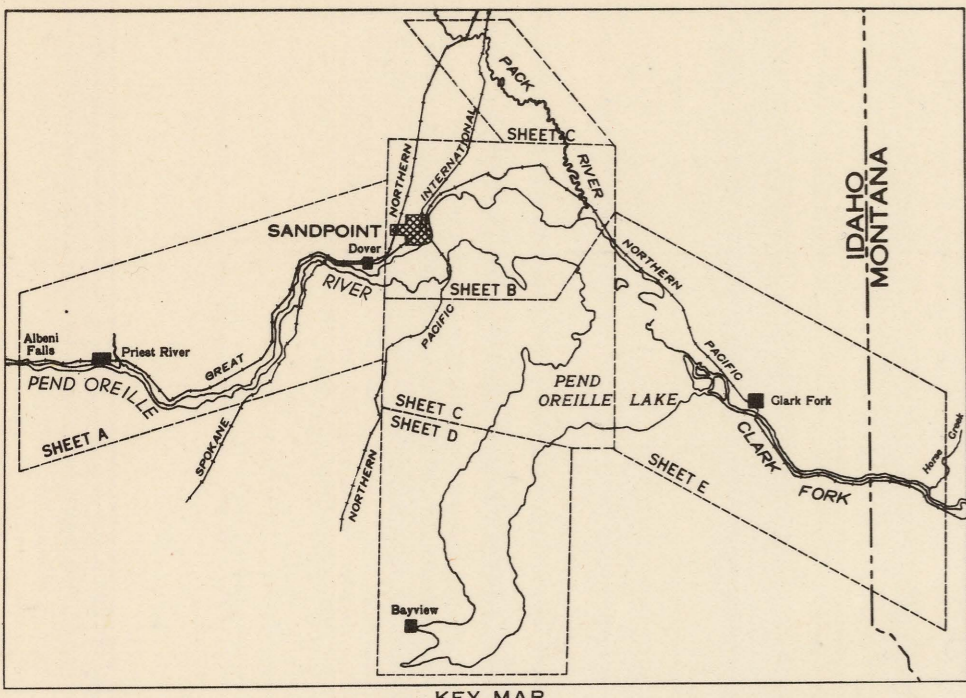 PACK
RIVER
SHEET C
NORTHERN
INTERNATIONAL
IDAHO
MONTANA
SANDPOINT
Dover
RIVER
SHEET B
NORTHERN
PACIFIC
PACIFIC
Albeni
Falls
Priest River
GREAT
PEND OREILLE
SHEET A
PEND
OREILLE LAKE
SHEET C
SHEET D
Clark Fork
CLARK
FORK
Horse Creek
SHEET E
SPOKANE
NORTHERN
Bayview
KEY MAP